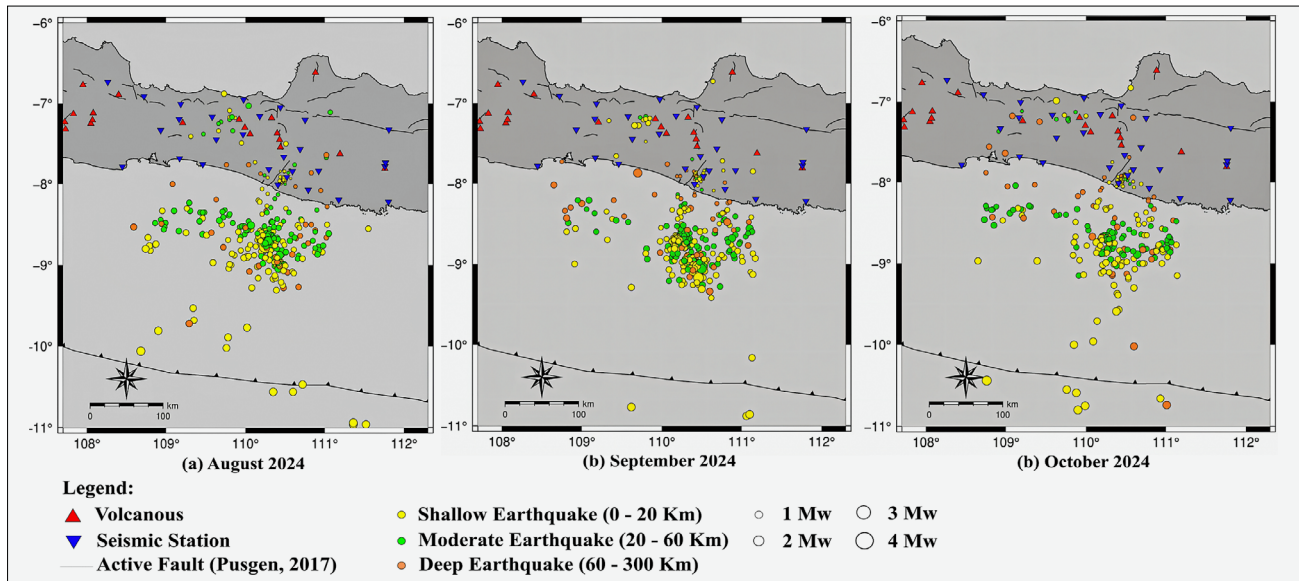 -6° -6° -6°
-7° -7° -7°
-8° -8° -8°
-9° -9° -9°
-10° -10° -10°
km km km
0 100 0 100 0 100
-11° -11° -11°
108° 109° 110° 111° 112° 108° 109° 110° 111° 112° 108° 109° 110° 111° 112°
(a) August 2024 (b) September 2024 (b) October 2024
Legend:
Volcanous Shallow Earthquake (0 - 20 Km) 1 Mw 3 Mw
Seismic Station Moderate Earthquake (20 - 60 Km) 2 Mw 4 Mw
Active Fault (Pusgen, 2017) Deep Earthquake (60 - 300 Km)